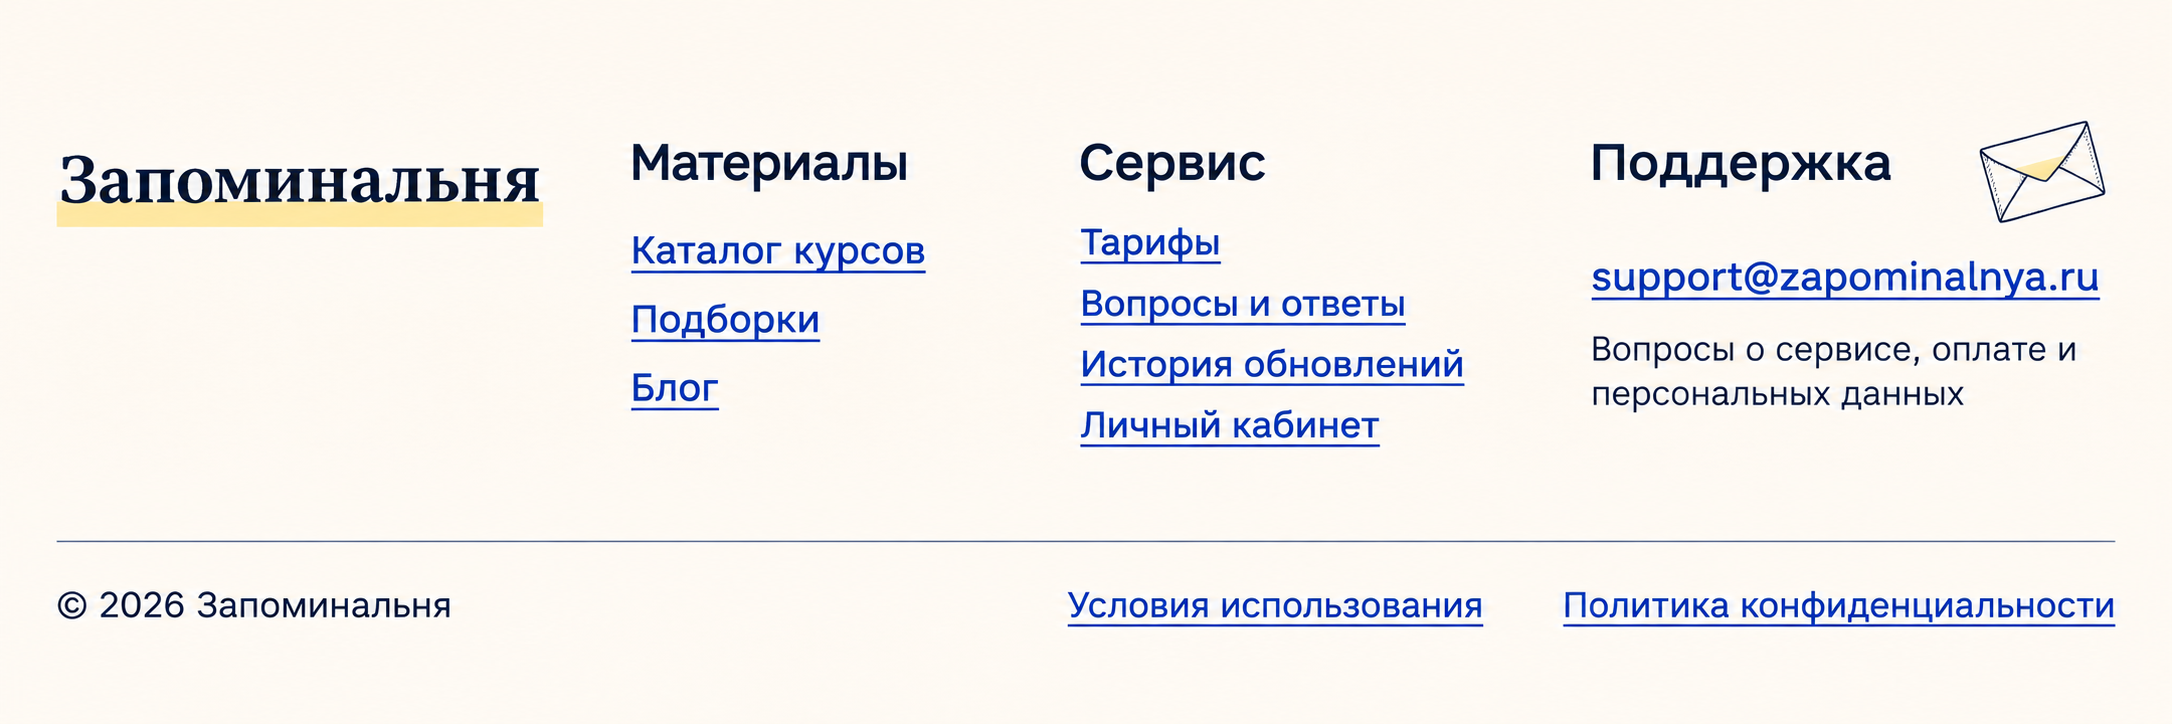 Запоминальня
Материалы
Каталог курсов
Подборки
Блог
Сервис
Тарифы
Вопросы и ответы
История обновлений
Личный кабинет
Поддержка
support@zapominalnya.ru
Вопросы о сервисе, оплате и
персональных данных
© 2026 Запоминальня
Условия использования
Политика конфиденциальности